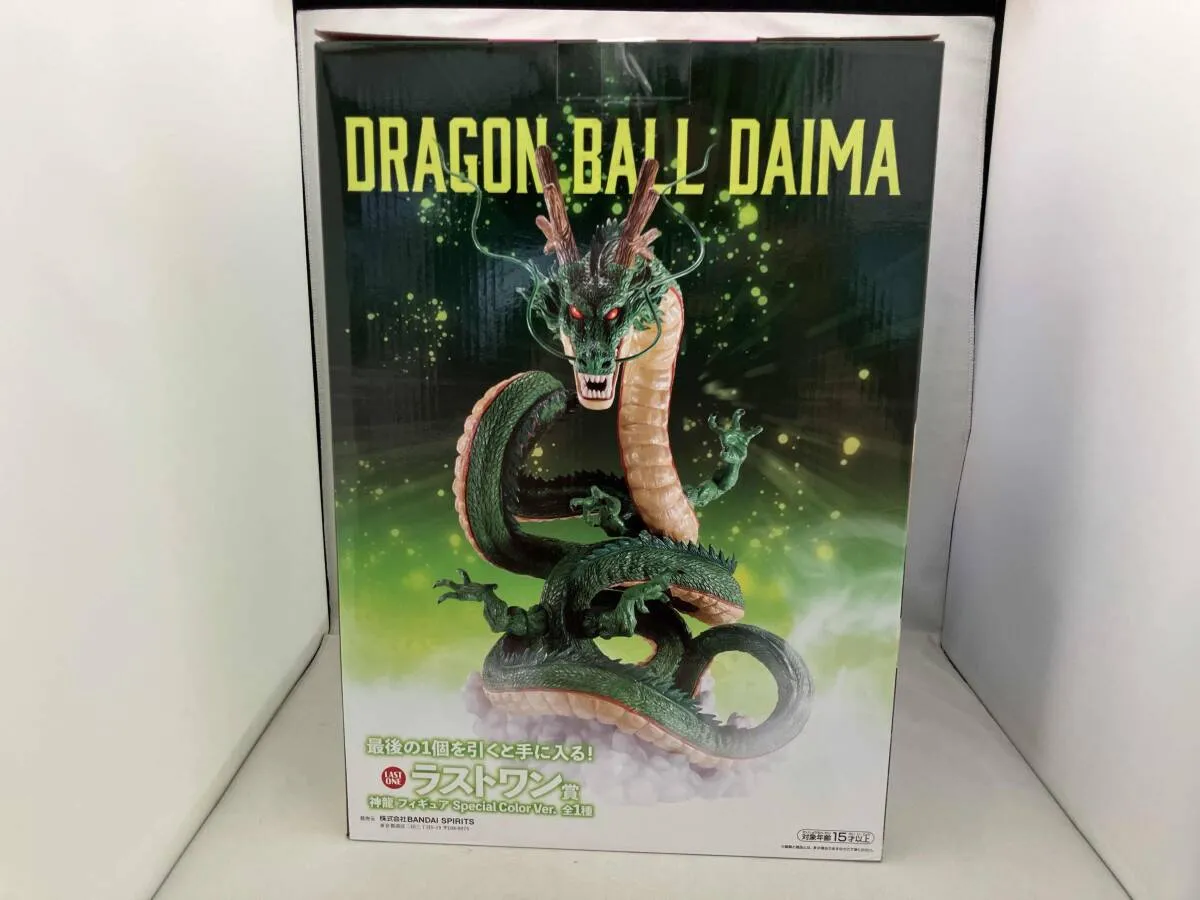 DRAGON BALL DAIMA
最後の1個を引くと手に入る!
LAST ONE ラストワン賞
神龍 フィギュア Special Color Ver. 全1種
発売元 株式会社BANDAI SPIRITS
対象年齢15才以上